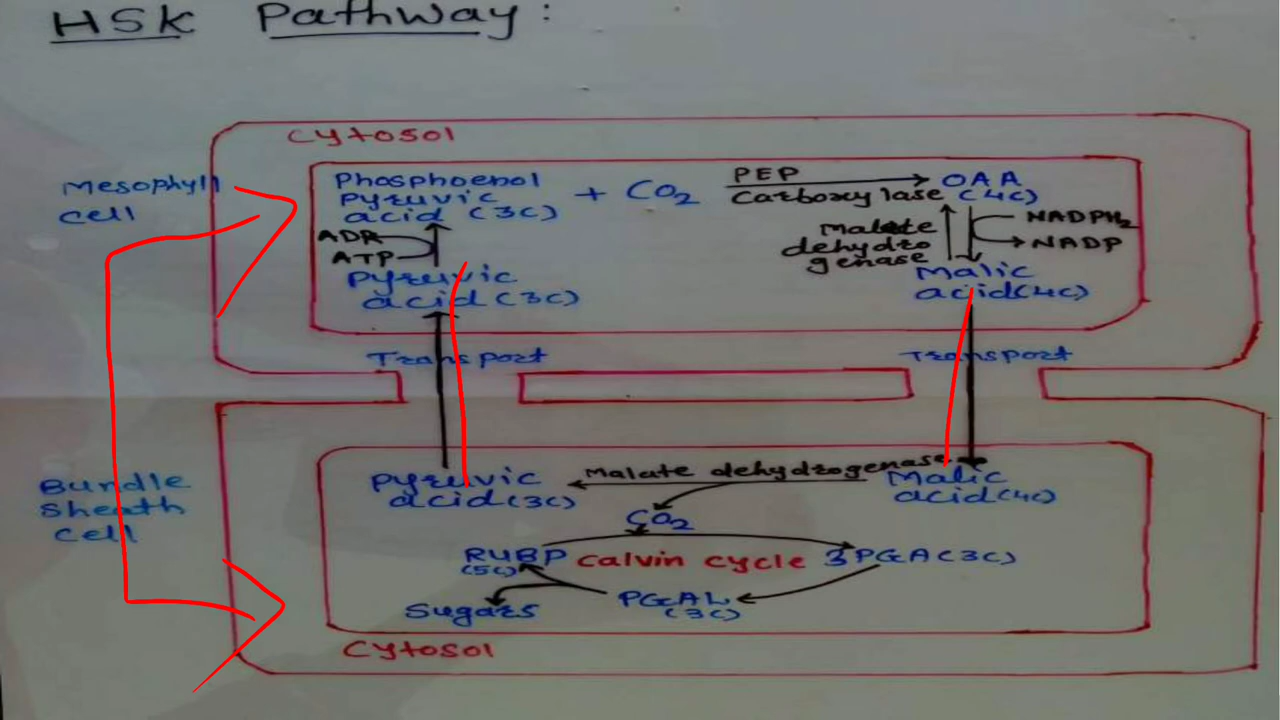 HSK Pathway:
Cytosol
Mesophyll
cell
Phosphoenol
pyruvic
acid (3C)
+ CO2
PEP
Carboxylase
OAA
(4C)
ADP
ATP
Malate
dehydro
genase
NADPH2
NADP
Pyruvic
acid (3C)
Malic
acid (4C)
Transport
Transport
Bundle
Sheath
Cell
Pyruvic
acid (3C)
Malate dehydrogenase
Malic
acid (4C)
CO2
RUBP
(5C)
Calvin cycle
3PGA (3C)
Sugars
PGAL
(3C)
Cytosol